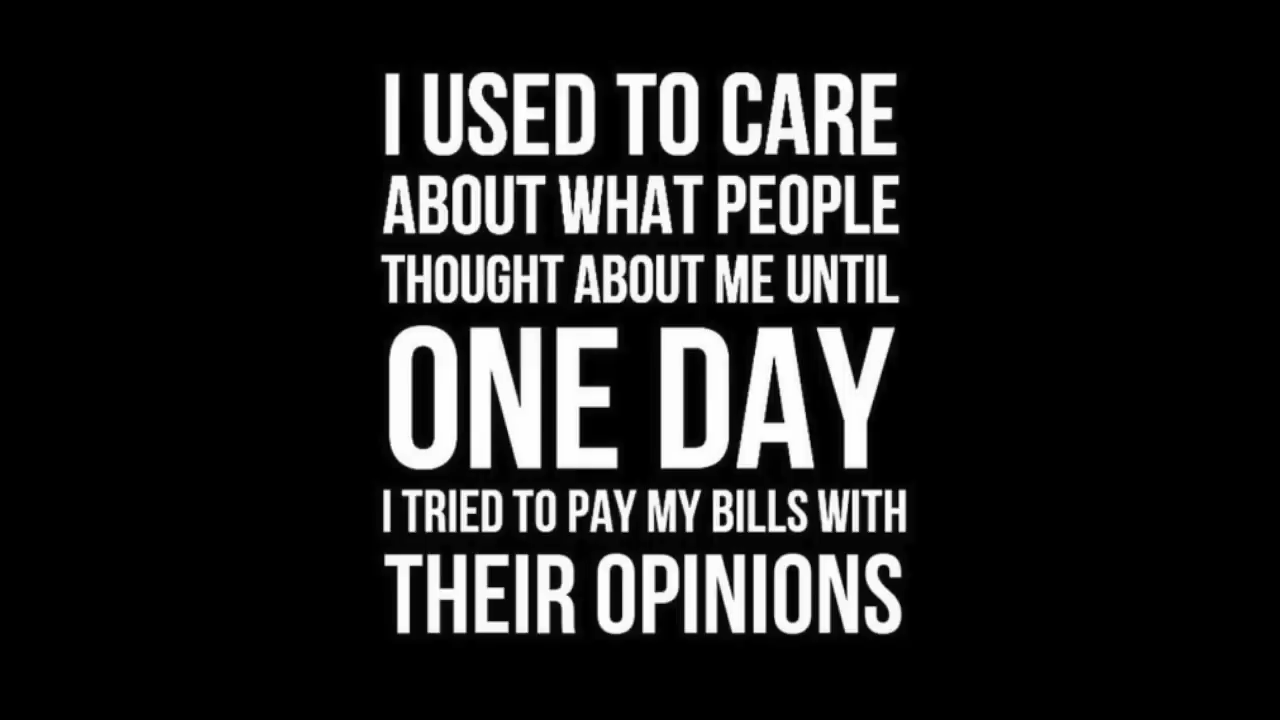 I USED TO CARE
ABOUT WHAT PEOPLE
THOUGHT ABOUT ME UNTIL
ONE DAY
I TRIED TO PAY MY BILLS WITH
THEIR OPINIONS